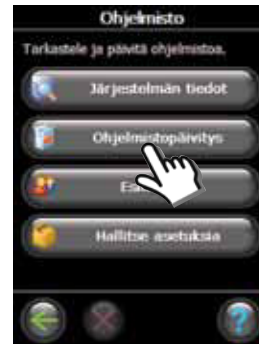 Ohjelmisto
Tarkastele ja päivitä ohjelmistoa.
Järjestelmän tiedot
Ohjelmistopäivitys
Hallitse asetuksia